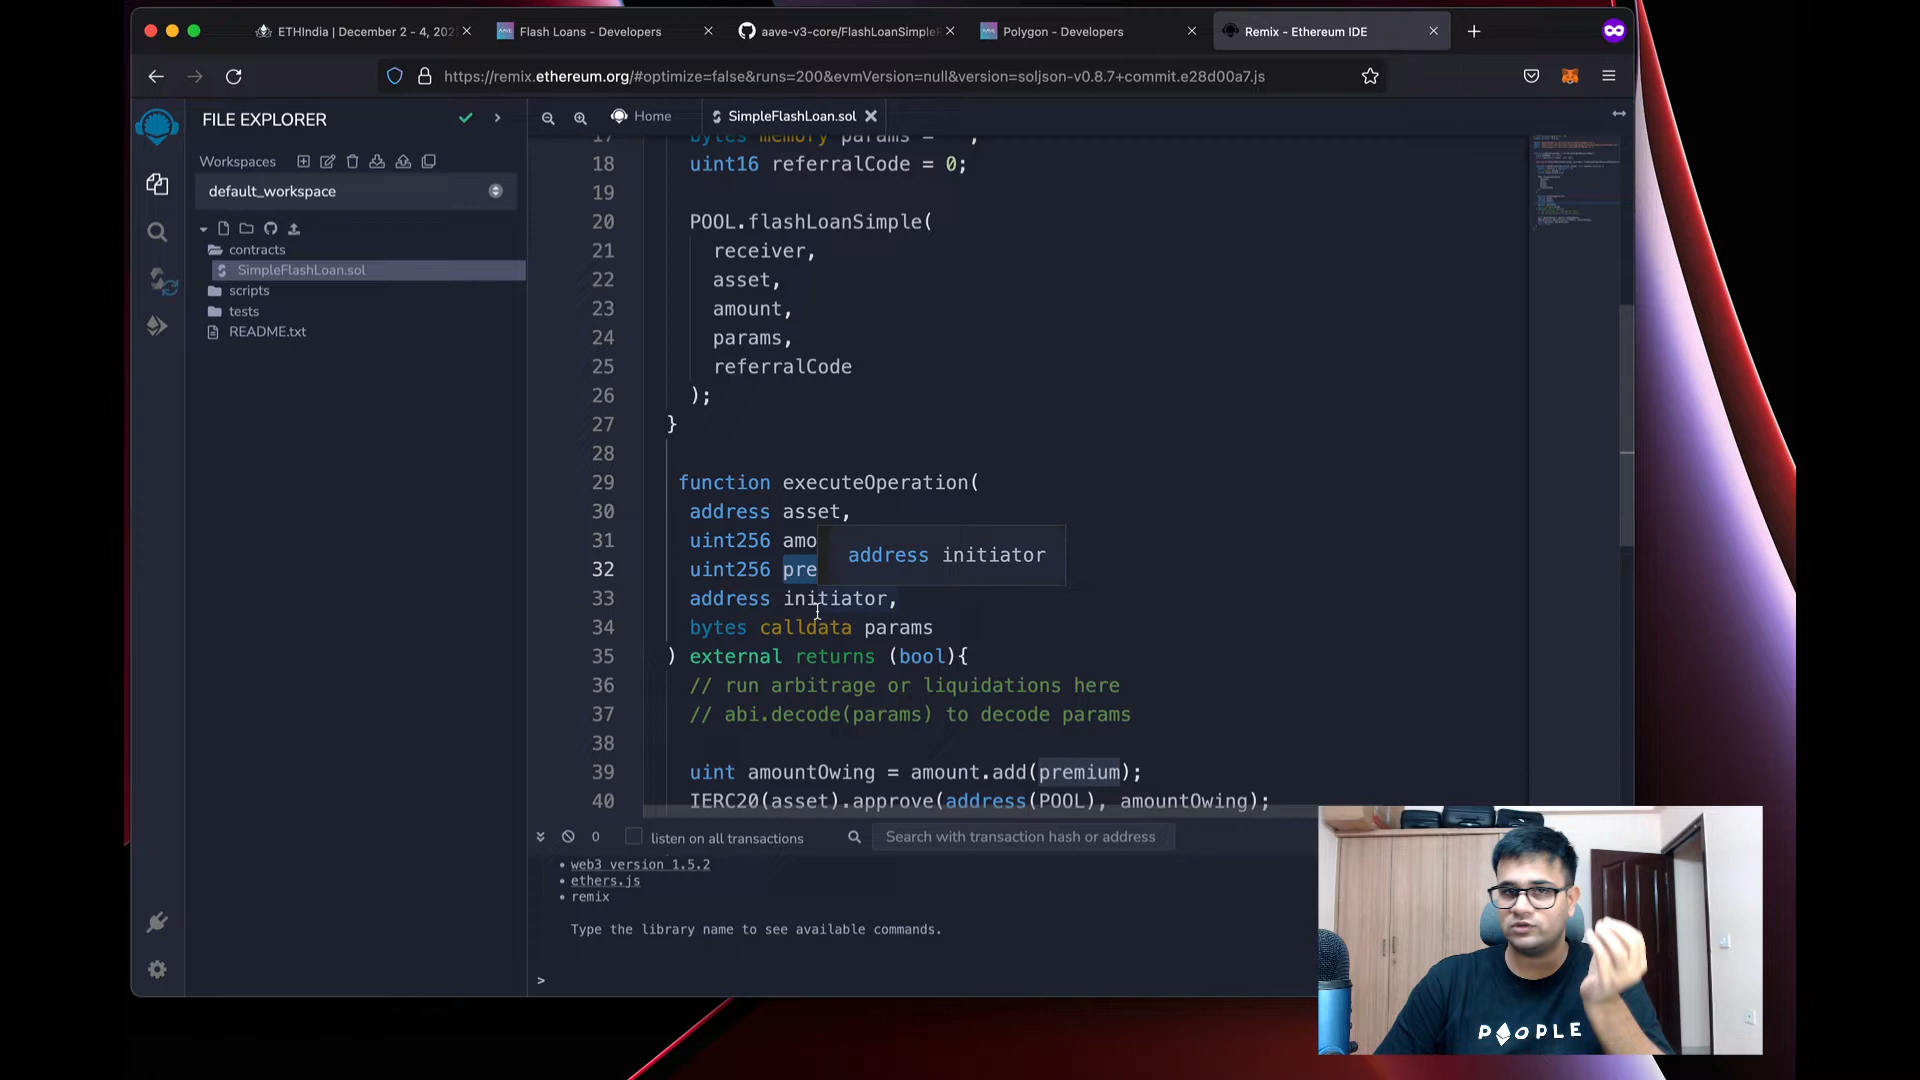 ETHIndia | December 2 - 4, 202
Flash Loans - Developers
aave-v3-core/FlashLoanSimple
Polygon - Developers
Remix - Ethereum IDE
https://remix.ethereum.org/#optimize=false&runs=200&evmVersion=null&version=soljson-v0.8.7+commit.e28d00a7.js
FILE EXPLORER
Workspaces
default_workspace
contracts
SimpleFlashLoan.sol
scripts
tests
README.txt
Home
SimpleFlashLoan.sol
17 bytes memory params =
18 uint16 referralCode = 0;
19
20 POOL.flashLoanSimple(
21 receiver,
22 asset,
23 amount,
24 params,
25 referralCode
26 );
27 }
28
29 function executeOperation(
30 address asset,
31 uint256 amo
address initiator
32 uint256 pre
33 address initiator,
34 bytes calldata params
35 ) external returns (bool){
36 // run arbitrage or liquidations here
37 // abi.decode(params) to decode params
38
39 uint amountOwing = amount.add(premium);
40 IERC20(asset).approve(address(POOL), amountOwing);
0
listen on all transactions
Search with transaction hash or address
• web3 version 1.5.2
• ethers.js
• remix
Type the library name to see available commands.
>